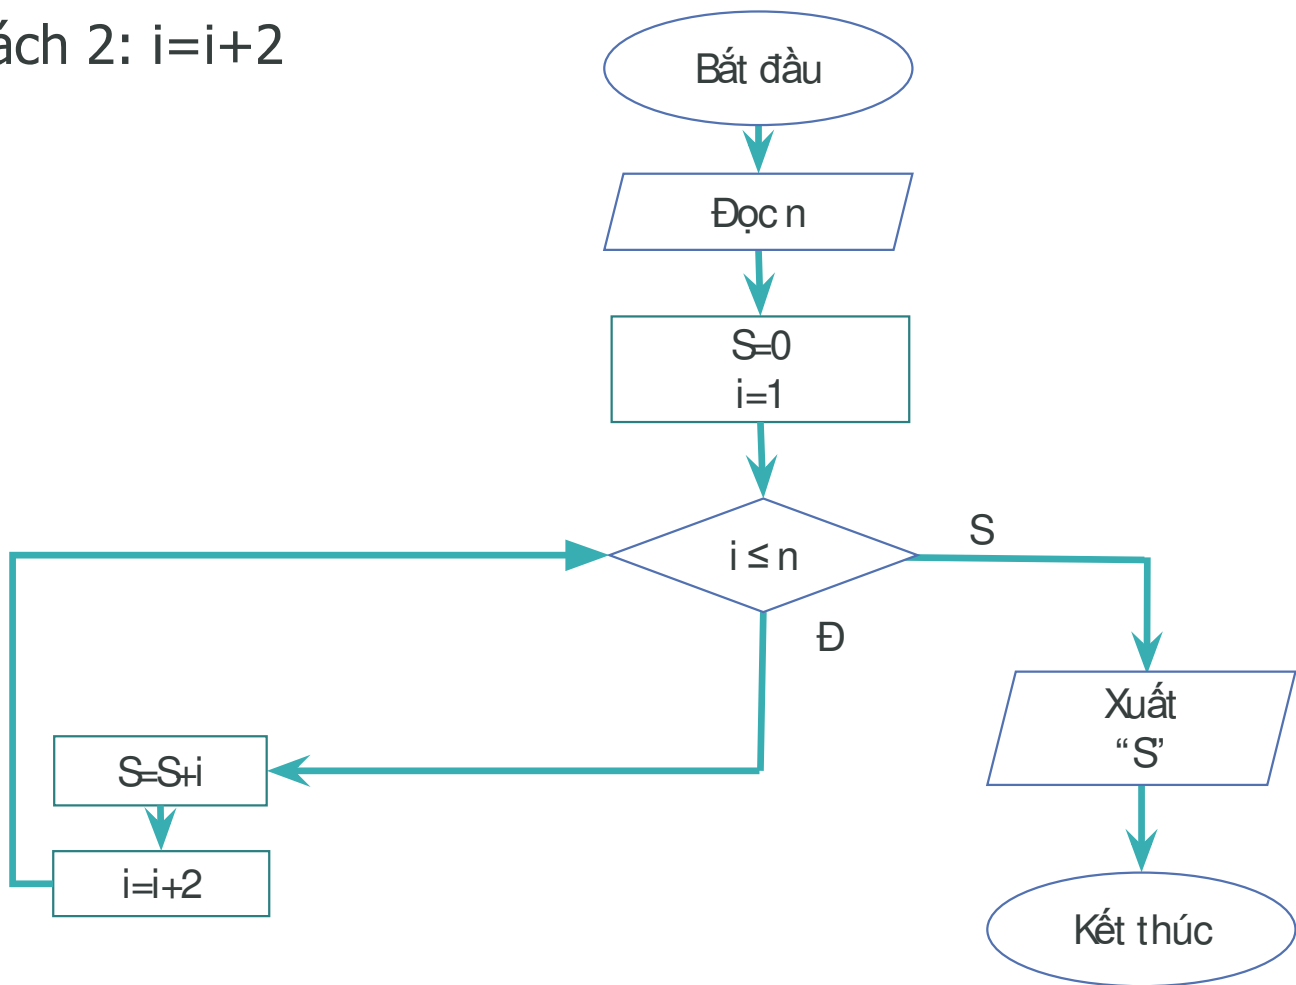 ách 2: i=i+2
Bắt đầu
Đọc n
S=0
i=1
i ≤ n
S
Đ
Xuất
“S”
S=S+i
i=i+2
Kết thúc